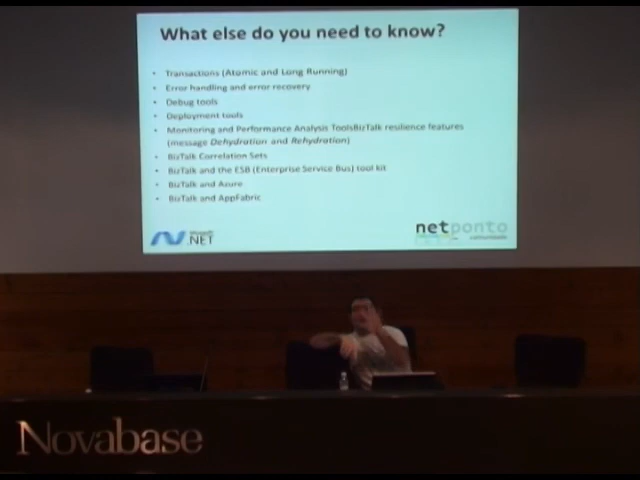 What else do you need to know?
• Transactions (Atomic and Long Running)
• Error handling and error recovery
• Debug tools
• Deployment tools
• Monitoring and Performance Analysis ToolsBizTalk resilience features
(message Dehydration and Rehydration)
• BizTalk Correlation Sets
• BizTalk and the ESB (Enterprise Service Bus) tool kit
• BizTalk and Azure
• BizTalk and AppFabric
Microsoft
.NET
netponto
comunidade
Novabase